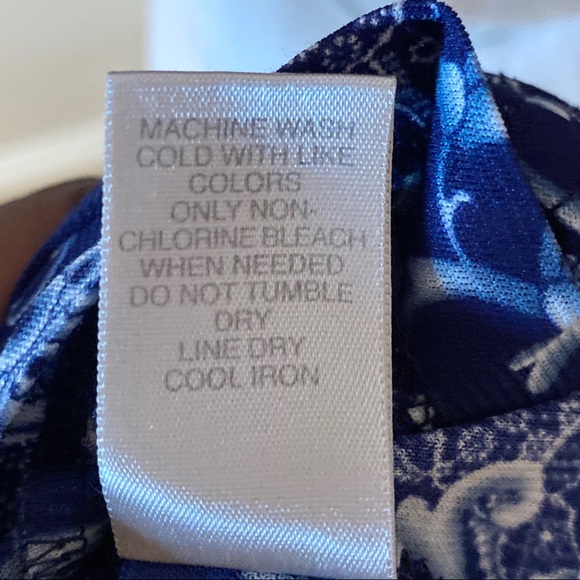 MACHINE WASH
COLD WITH LIKE
COLORS
ONLY NON-
CHLORINE BLEACH
WHEN NEEDED
DO NOT TUMBLE
DRY
LINE DRY
COOL IRON